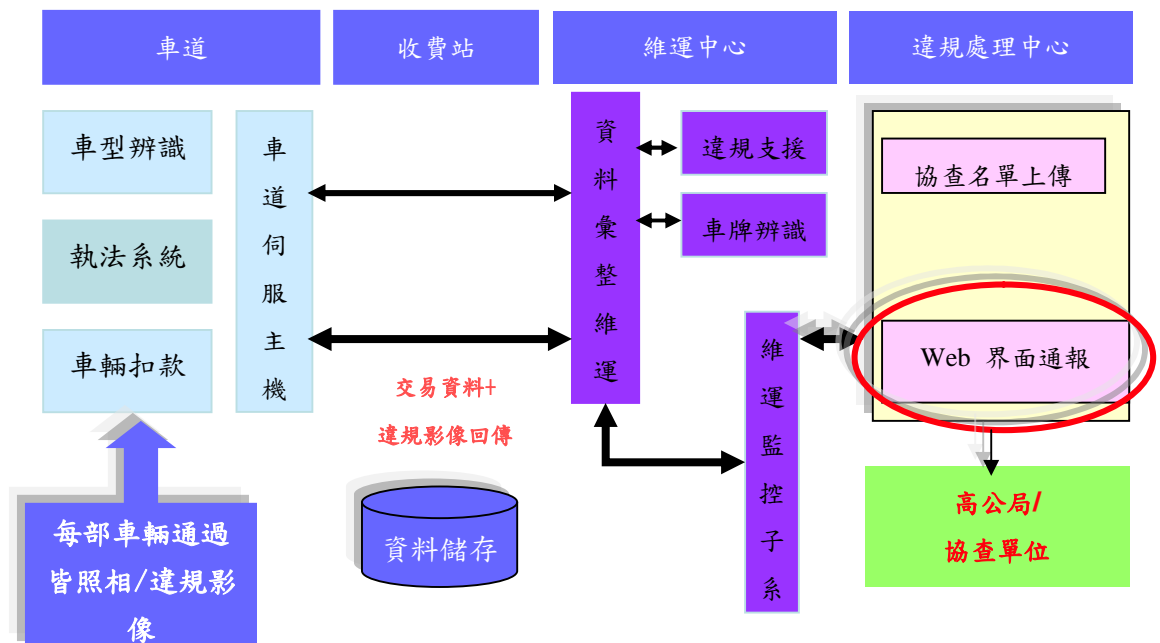 車道
收費站
維運中心
違規處理中心
車型辨識
執法系統
車輛扣款
車道伺服主機
每部車輛通過
皆照相/違規影
像
交易資料+
違規影像回傳
資料儲存
資料彙整維運
違規支援
車牌辨識
維運監控子系
協查名單上傳
Web 界面通報
高公局/
協查單位